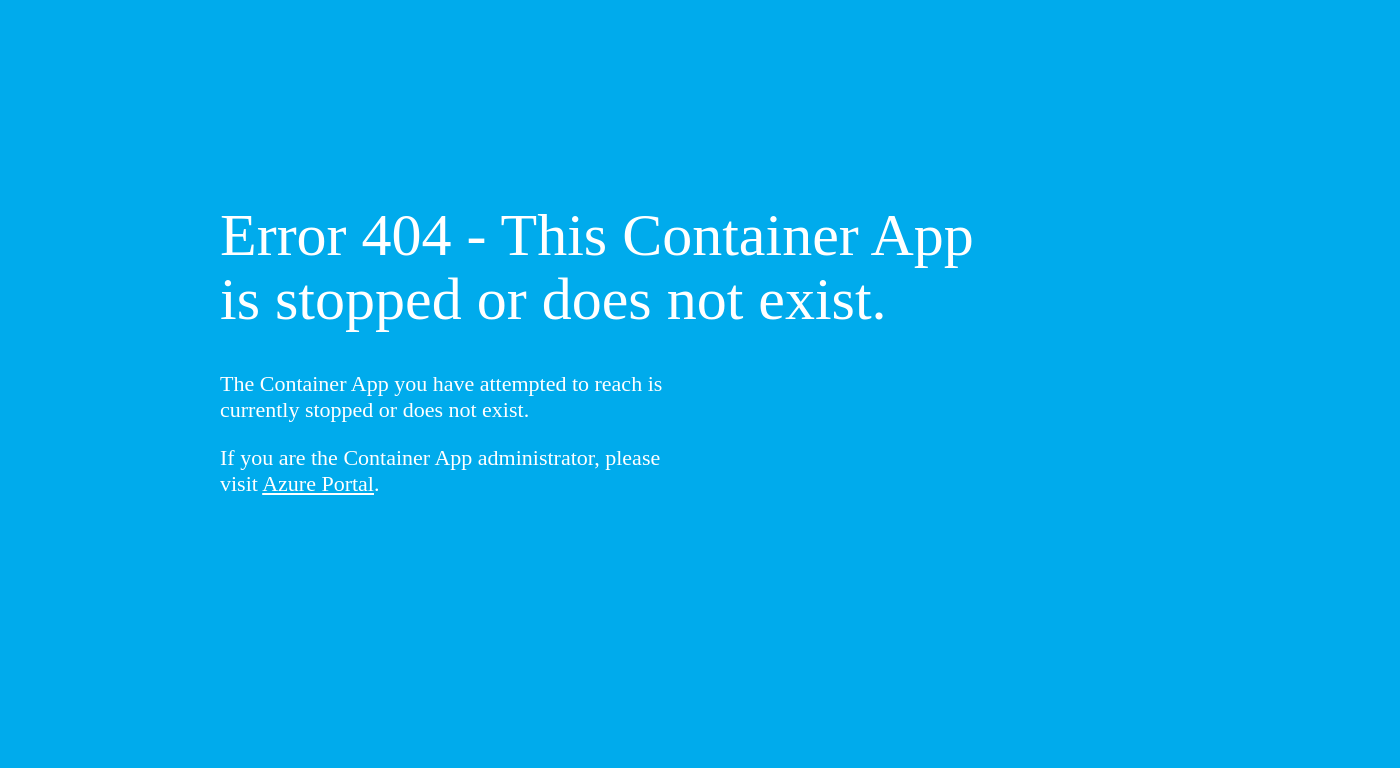 Error 404 - This Container App
is stopped or does not exist.
The Container App you have attempted to reach is
currently stopped or does not exist.
If you are the Container App administrator, please
visit Azure Portal.